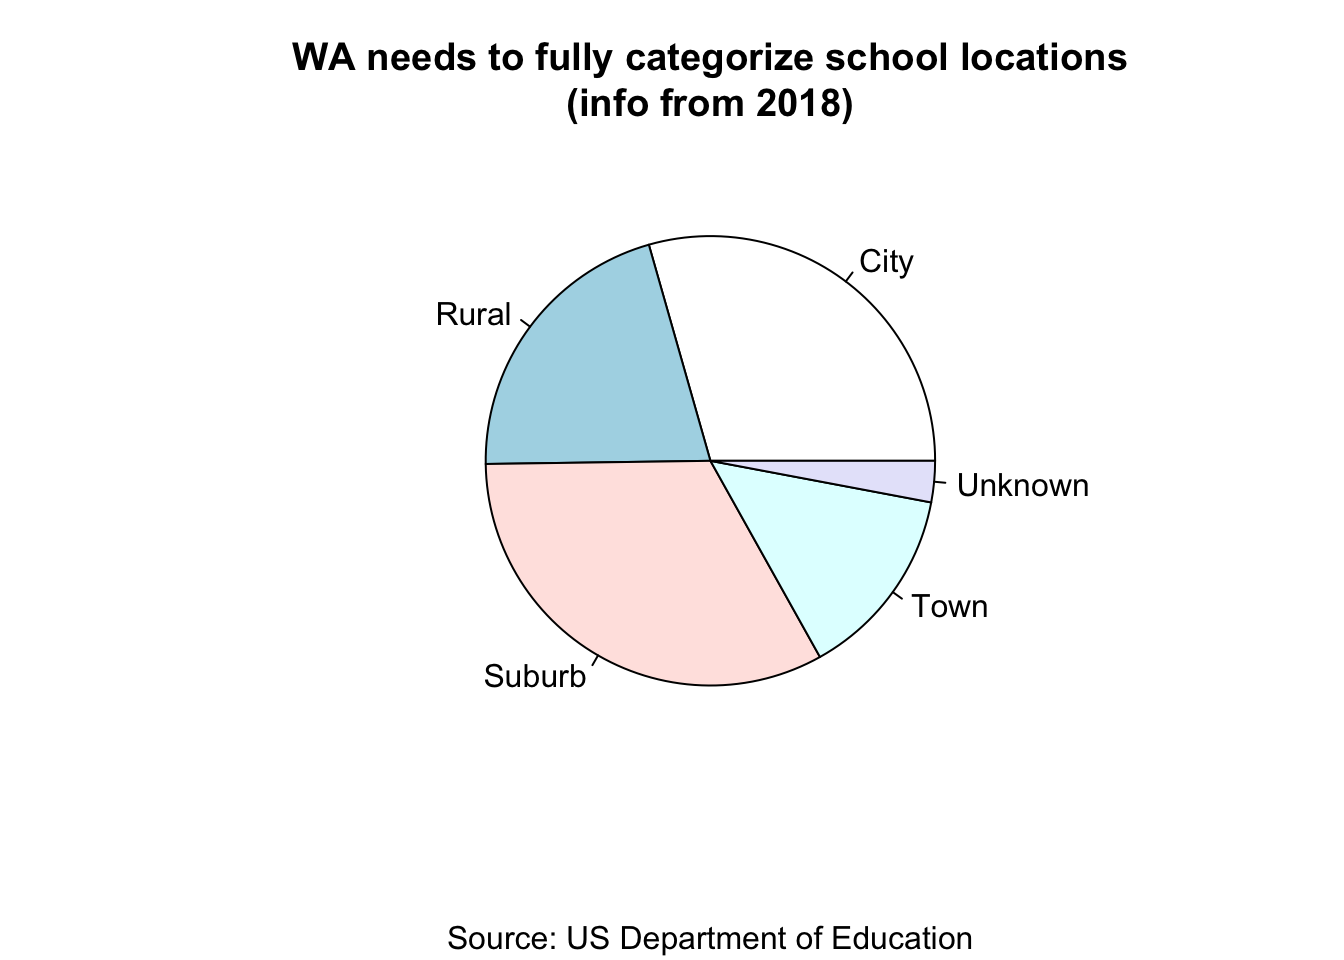 WA needs to fully categorize school locations
(info from 2018)
City
Rural
Unknown
Town
Suburb
Source: US Department of Education